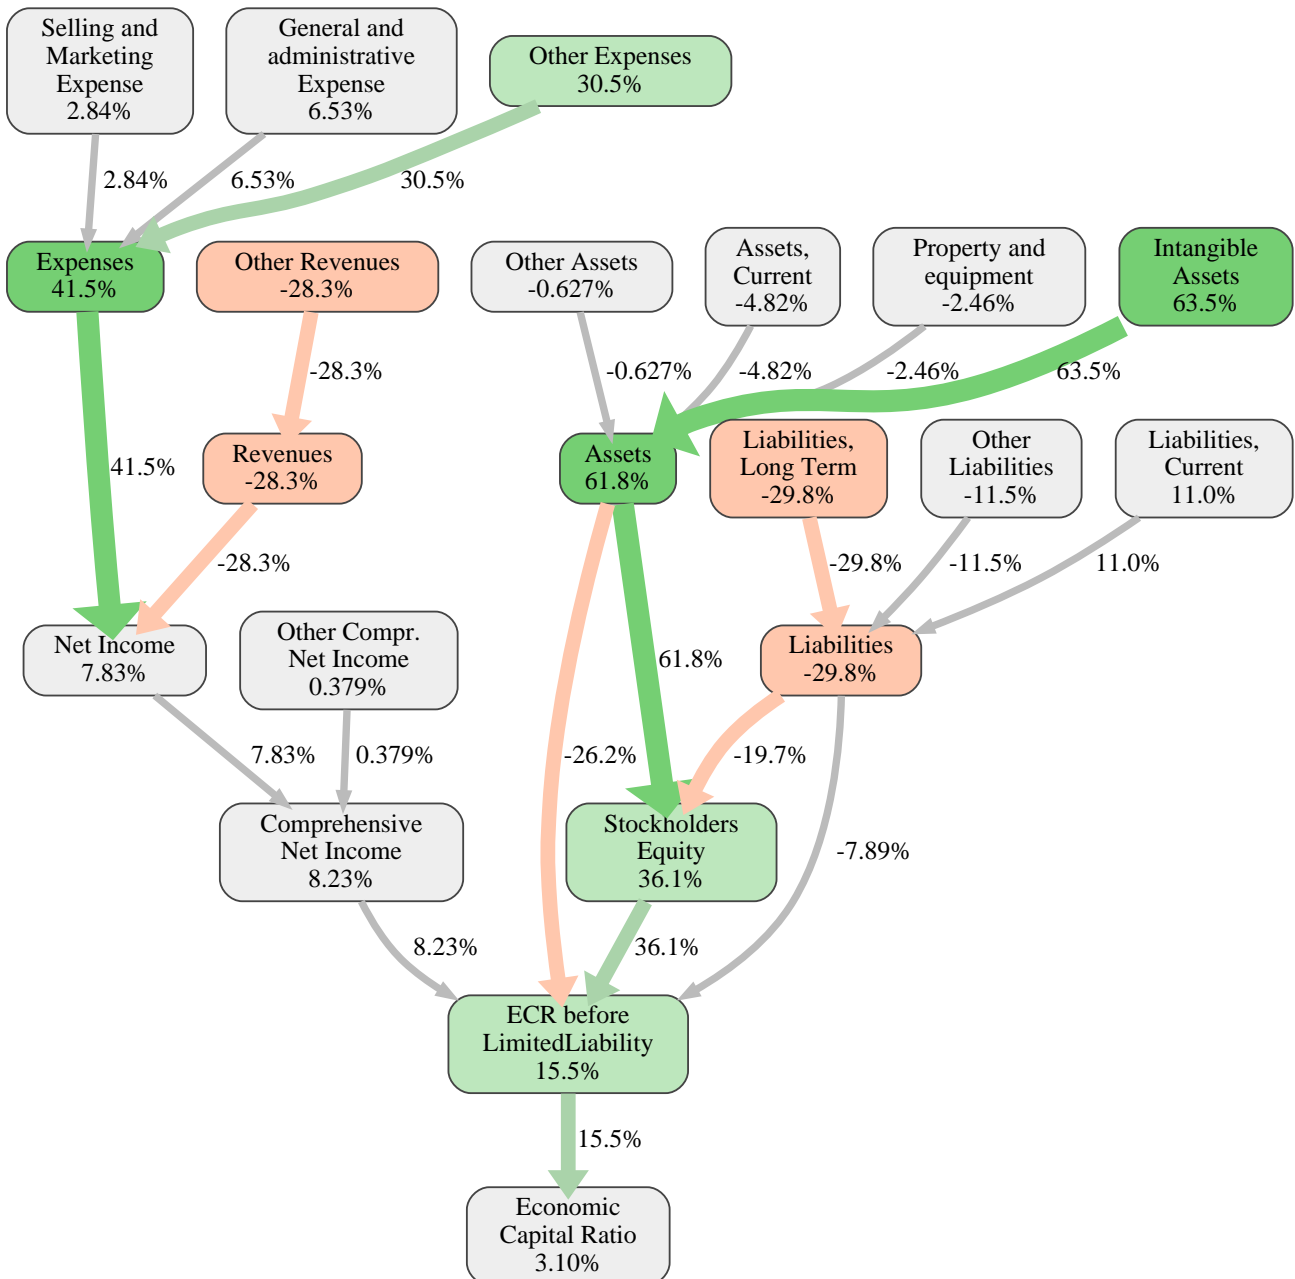 Selling and
Marketing
Expense
2.84%
General and
administrative
Expense
6.53%
Other Expenses
30.5%
2.84%
6.53%
30.5%
Expenses
41.5%
Other Revenues
-28.3%
Other Assets
-0.627%
Assets,
Current
-4.82%
Property and
equipment
-2.46%
Intangible
Assets
63.5%
-28.3%
-0.627%
-4.82%
-2.46%
63.5%
41.5%
Revenues
-28.3%
Assets
61.8%
Liabilities,
Long Term
-29.8%
Other
Liabilities
-11.5%
Liabilities,
Current
11.0%
-28.3%
-29.8%
-11.5%
11.0%
Net Income
7.83%
Other Compr.
Net Income
0.379%
61.8%
Liabilities
-29.8%
7.83%
0.379%
-26.2%
-19.7%
Comprehensive
Net Income
8.23%
Stockholders
Equity
36.1%
-7.89%
8.23%
36.1%
ECR before
LimitedLiability
15.5%
15.5%
Economic
Capital Ratio
3.10%